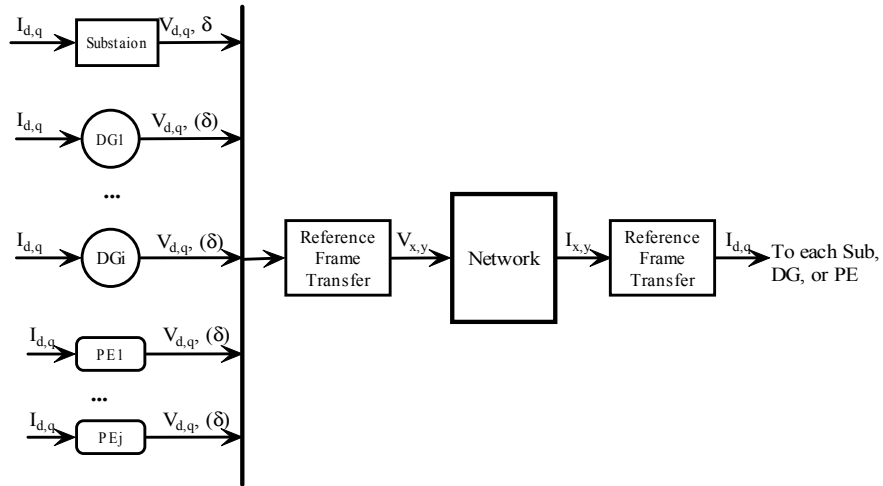 I_d,q
Substaion
V_d,q, δ
I_d,q
DG1
V_d,q, (δ)
...
I_d,q
DGi
V_d,q, (δ)
Reference
Frame
Transfer
V_x,y
Network
I_x,y
Reference
Frame
Transfer
I_d,q
To each Sub,
DG, or PE
I_d,q
PE1
V_d,q, (δ)
...
I_d,q
PEj
V_d,q, (δ)